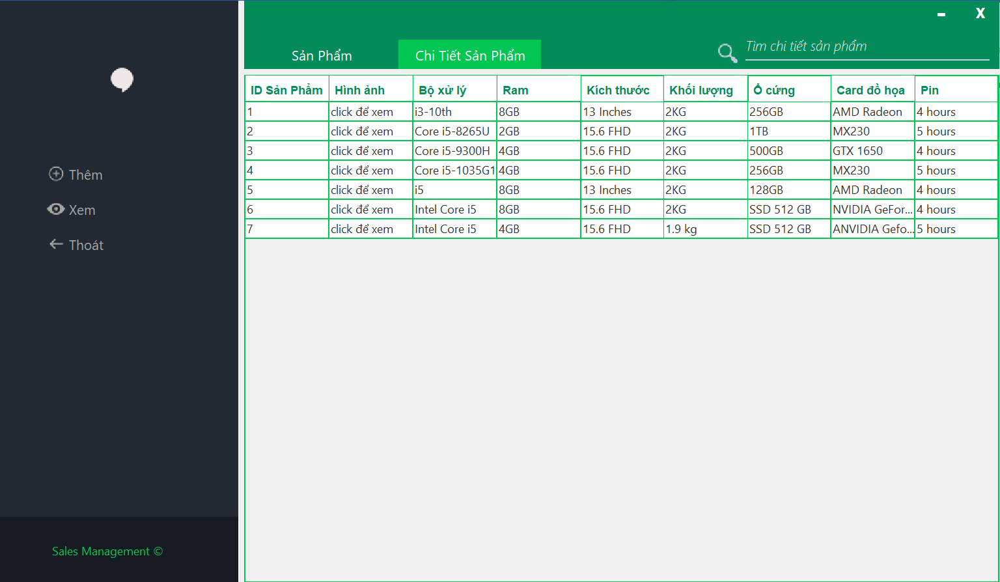 X
Sản Phẩm
Chi Tiết Sản Phẩm
Tìm chi tiết sản phẩm
Thêm
Xem
Thoát
Sales Management ©
ID Sản Phẩm Hình ảnh Bộ xử lý Ram Kích thước Khối lượng Ổ cứng Card đồ họa Pin
1 click để xem i3-10th 8GB 13 Inches 2KG 256GB AMD Radeon 4 hours
2 click để xem Core i5-8265U 2GB 15.6 FHD 2KG 1TB MX230 5 hours
3 click để xem Core i5-9300H 4GB 15.6 FHD 2KG 500GB GTX 1650 4 hours
4 click để xem Core i5-1035G1 4GB 15.6 FHD 2KG 256GB MX230 5 hours
5 click để xem i5 8GB 13 Inches 2KG 128GB AMD Radeon 4 hours
6 click để xem Intel Core i5 8GB 15.6 FHD 2KG SSD 512 GB NVIDIA GeFor... 4 hours
7 click để xem Intel Core i5 4GB 15.6 FHD 1.9 kg SSD 512 GB ANVIDIA Gefo... 5 hours